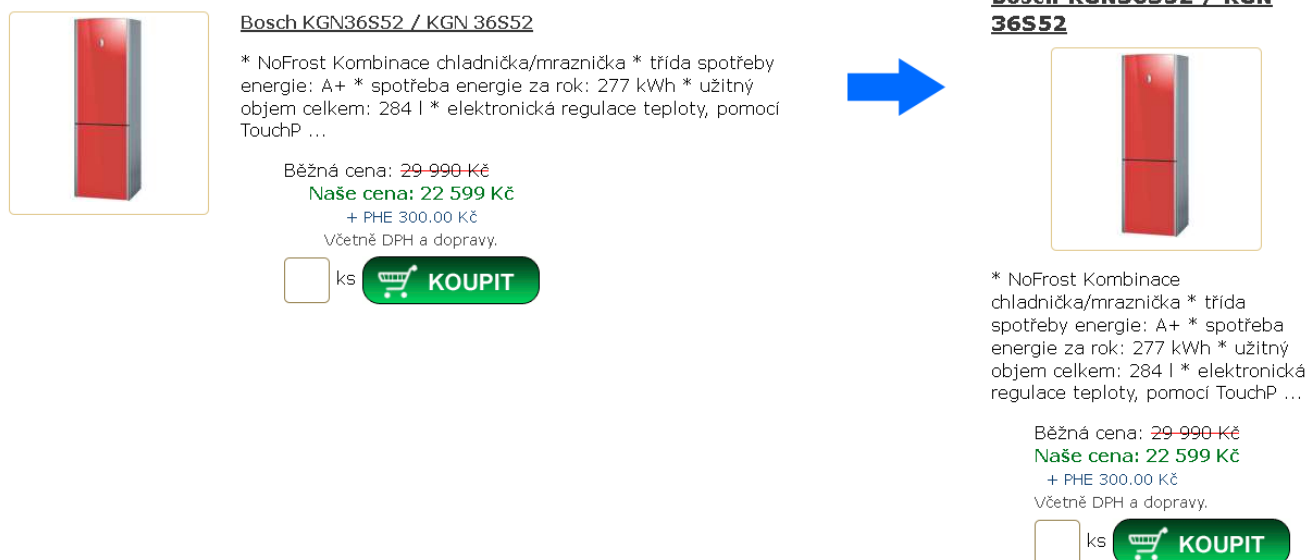 Bosch KGN36S52 / KGN 36S52
* NoFrost Kombinace chladnička/mraznička * třída spotřeby
energie: A+ * spotřeba energie za rok: 277 kWh * užitný
objem celkem: 284 l * elektronická regulace teploty, pomocí
TouchP ...
Běžná cena: 29 990 Kč
Naše cena: 22 599 Kč
+ PHE 300.00 Kč
Včetně DPH a dopravy.
ks KOUPIT
Bosch KGN36S52 / KGN
36S52
* NoFrost Kombinace
chladnička/mraznička * třída
spotřeby energie: A+ * spotřeba
energie za rok: 277 kWh * užitný
objem celkem: 284 l * elektronická
regulace teploty, pomocí TouchP ...
Běžná cena: 29 990 Kč
Naše cena: 22 599 Kč
+ PHE 300.00 Kč
Včetně DPH a dopravy.
ks KOUPIT